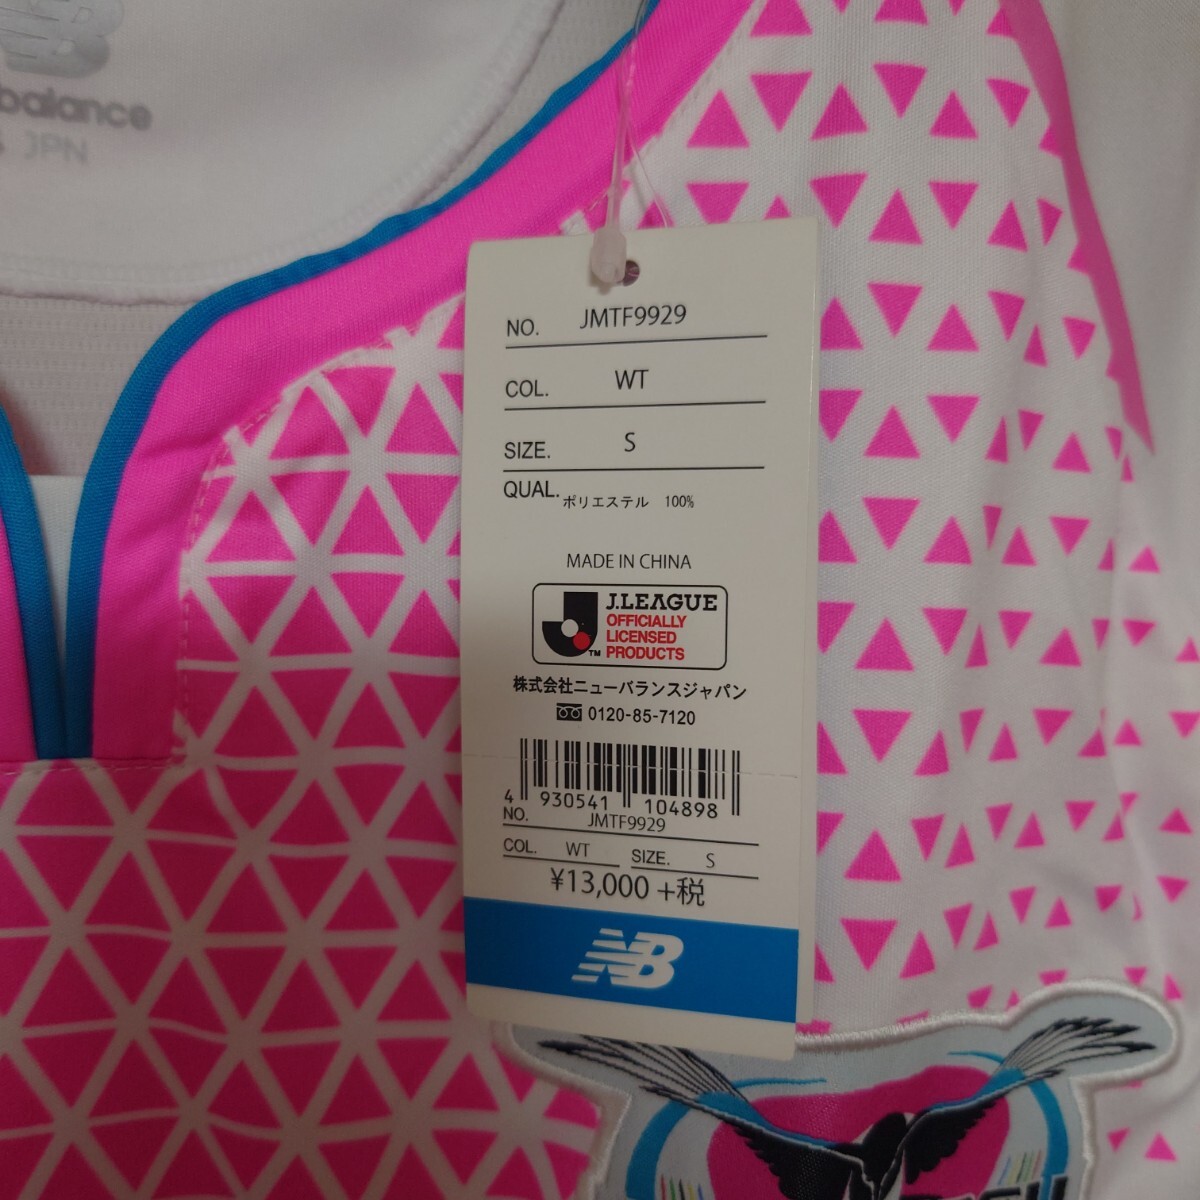 balance
JPN
NO. JMTF9929
COL. WT
SIZE. S
QUAL. ポリエステル 100%
MADE IN CHINA
J.LEAGUE
OFFICIALLY
LICENSED
PRODUCTS
TM
株式会社ニューバランスジャパン
0120-85-7120
4 930541 104898
NO. JMTF9929
COL. WT SIZE. S
¥13,000 +税
NB